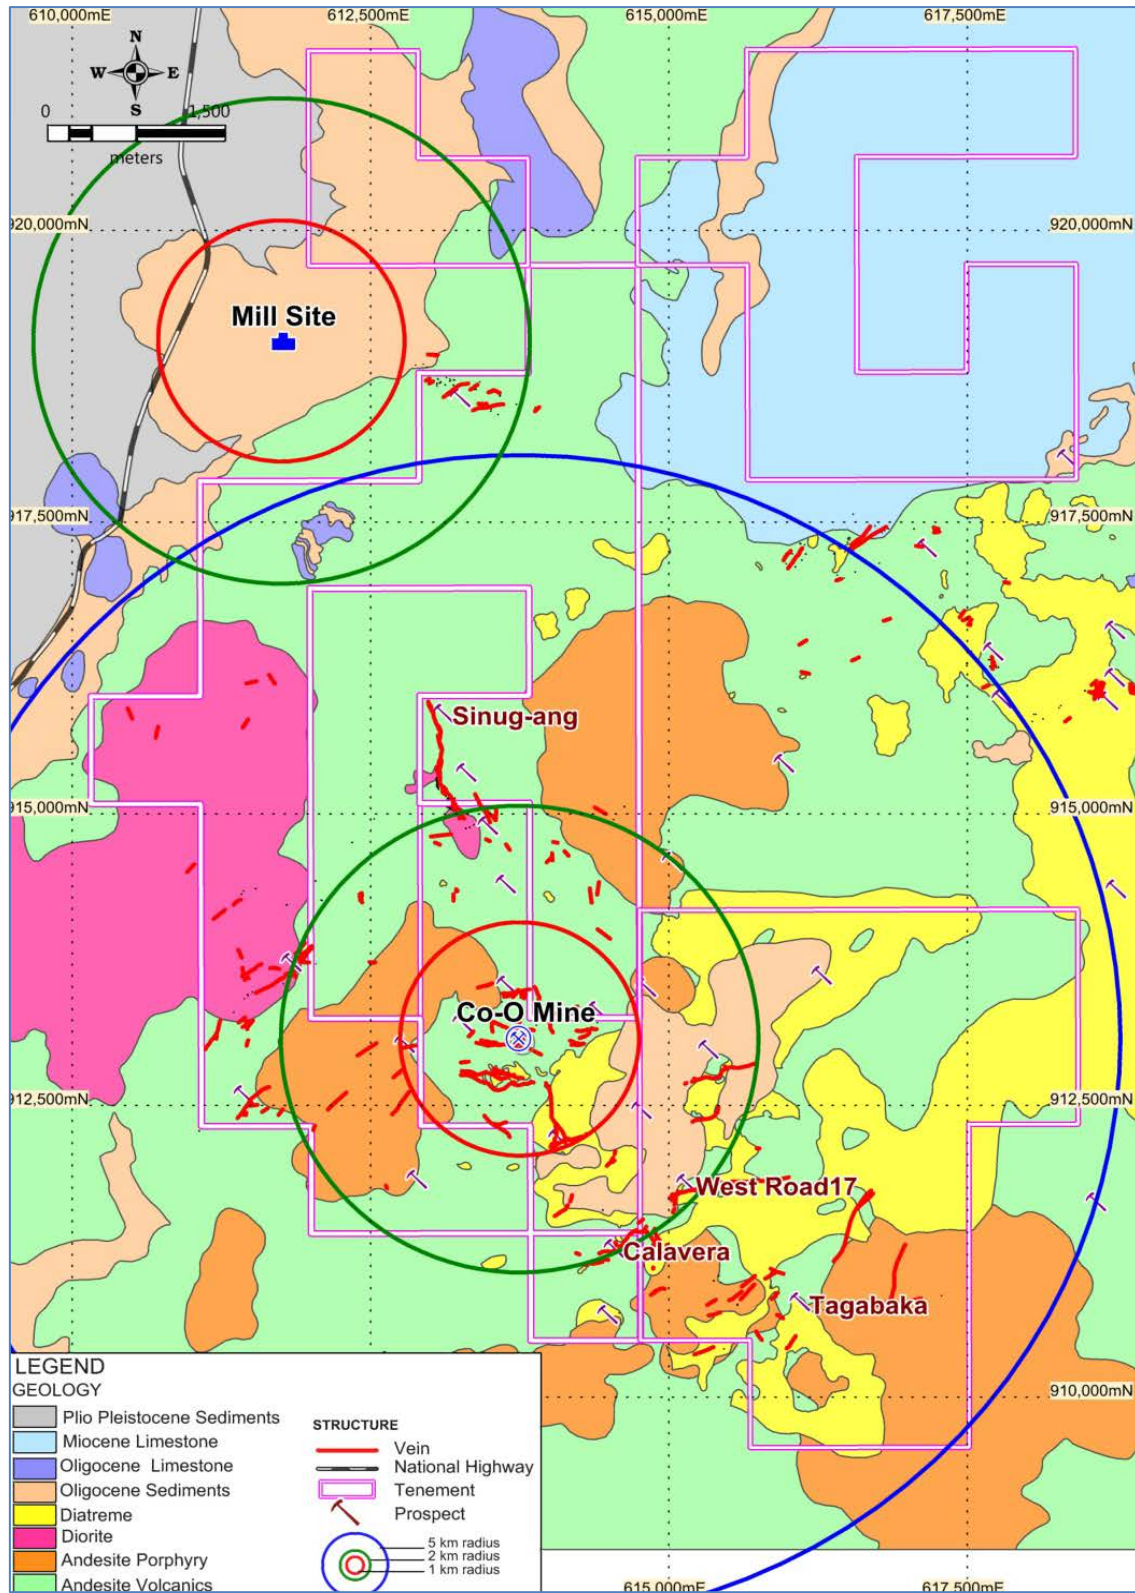 610,000mE 612,500mE 615,000mE 617,500mE
N
W E
S
0 1,500
meters
920,000mN 920,000mN
Mill Site
917,500mN 917,500mN
Sinug-ang
915,000mN 915,000mN
Co-O Mine
912,500mN 912,500mN
West Road17
Calavera
Tagabaka
910,000mN
LEGEND
GEOLOGY
Plio Pleistocene Sediments
Miocene Limestone
Oligocene Limestone
Oligocene Sediments
Diatreme
Diorite
Andesite Porphyry
Andesite Volcanics
STRUCTURE
Vein
National Highway
Tenement
Prospect
5 km radius
2 km radius
1 km radius
615,000mE 617,500mE